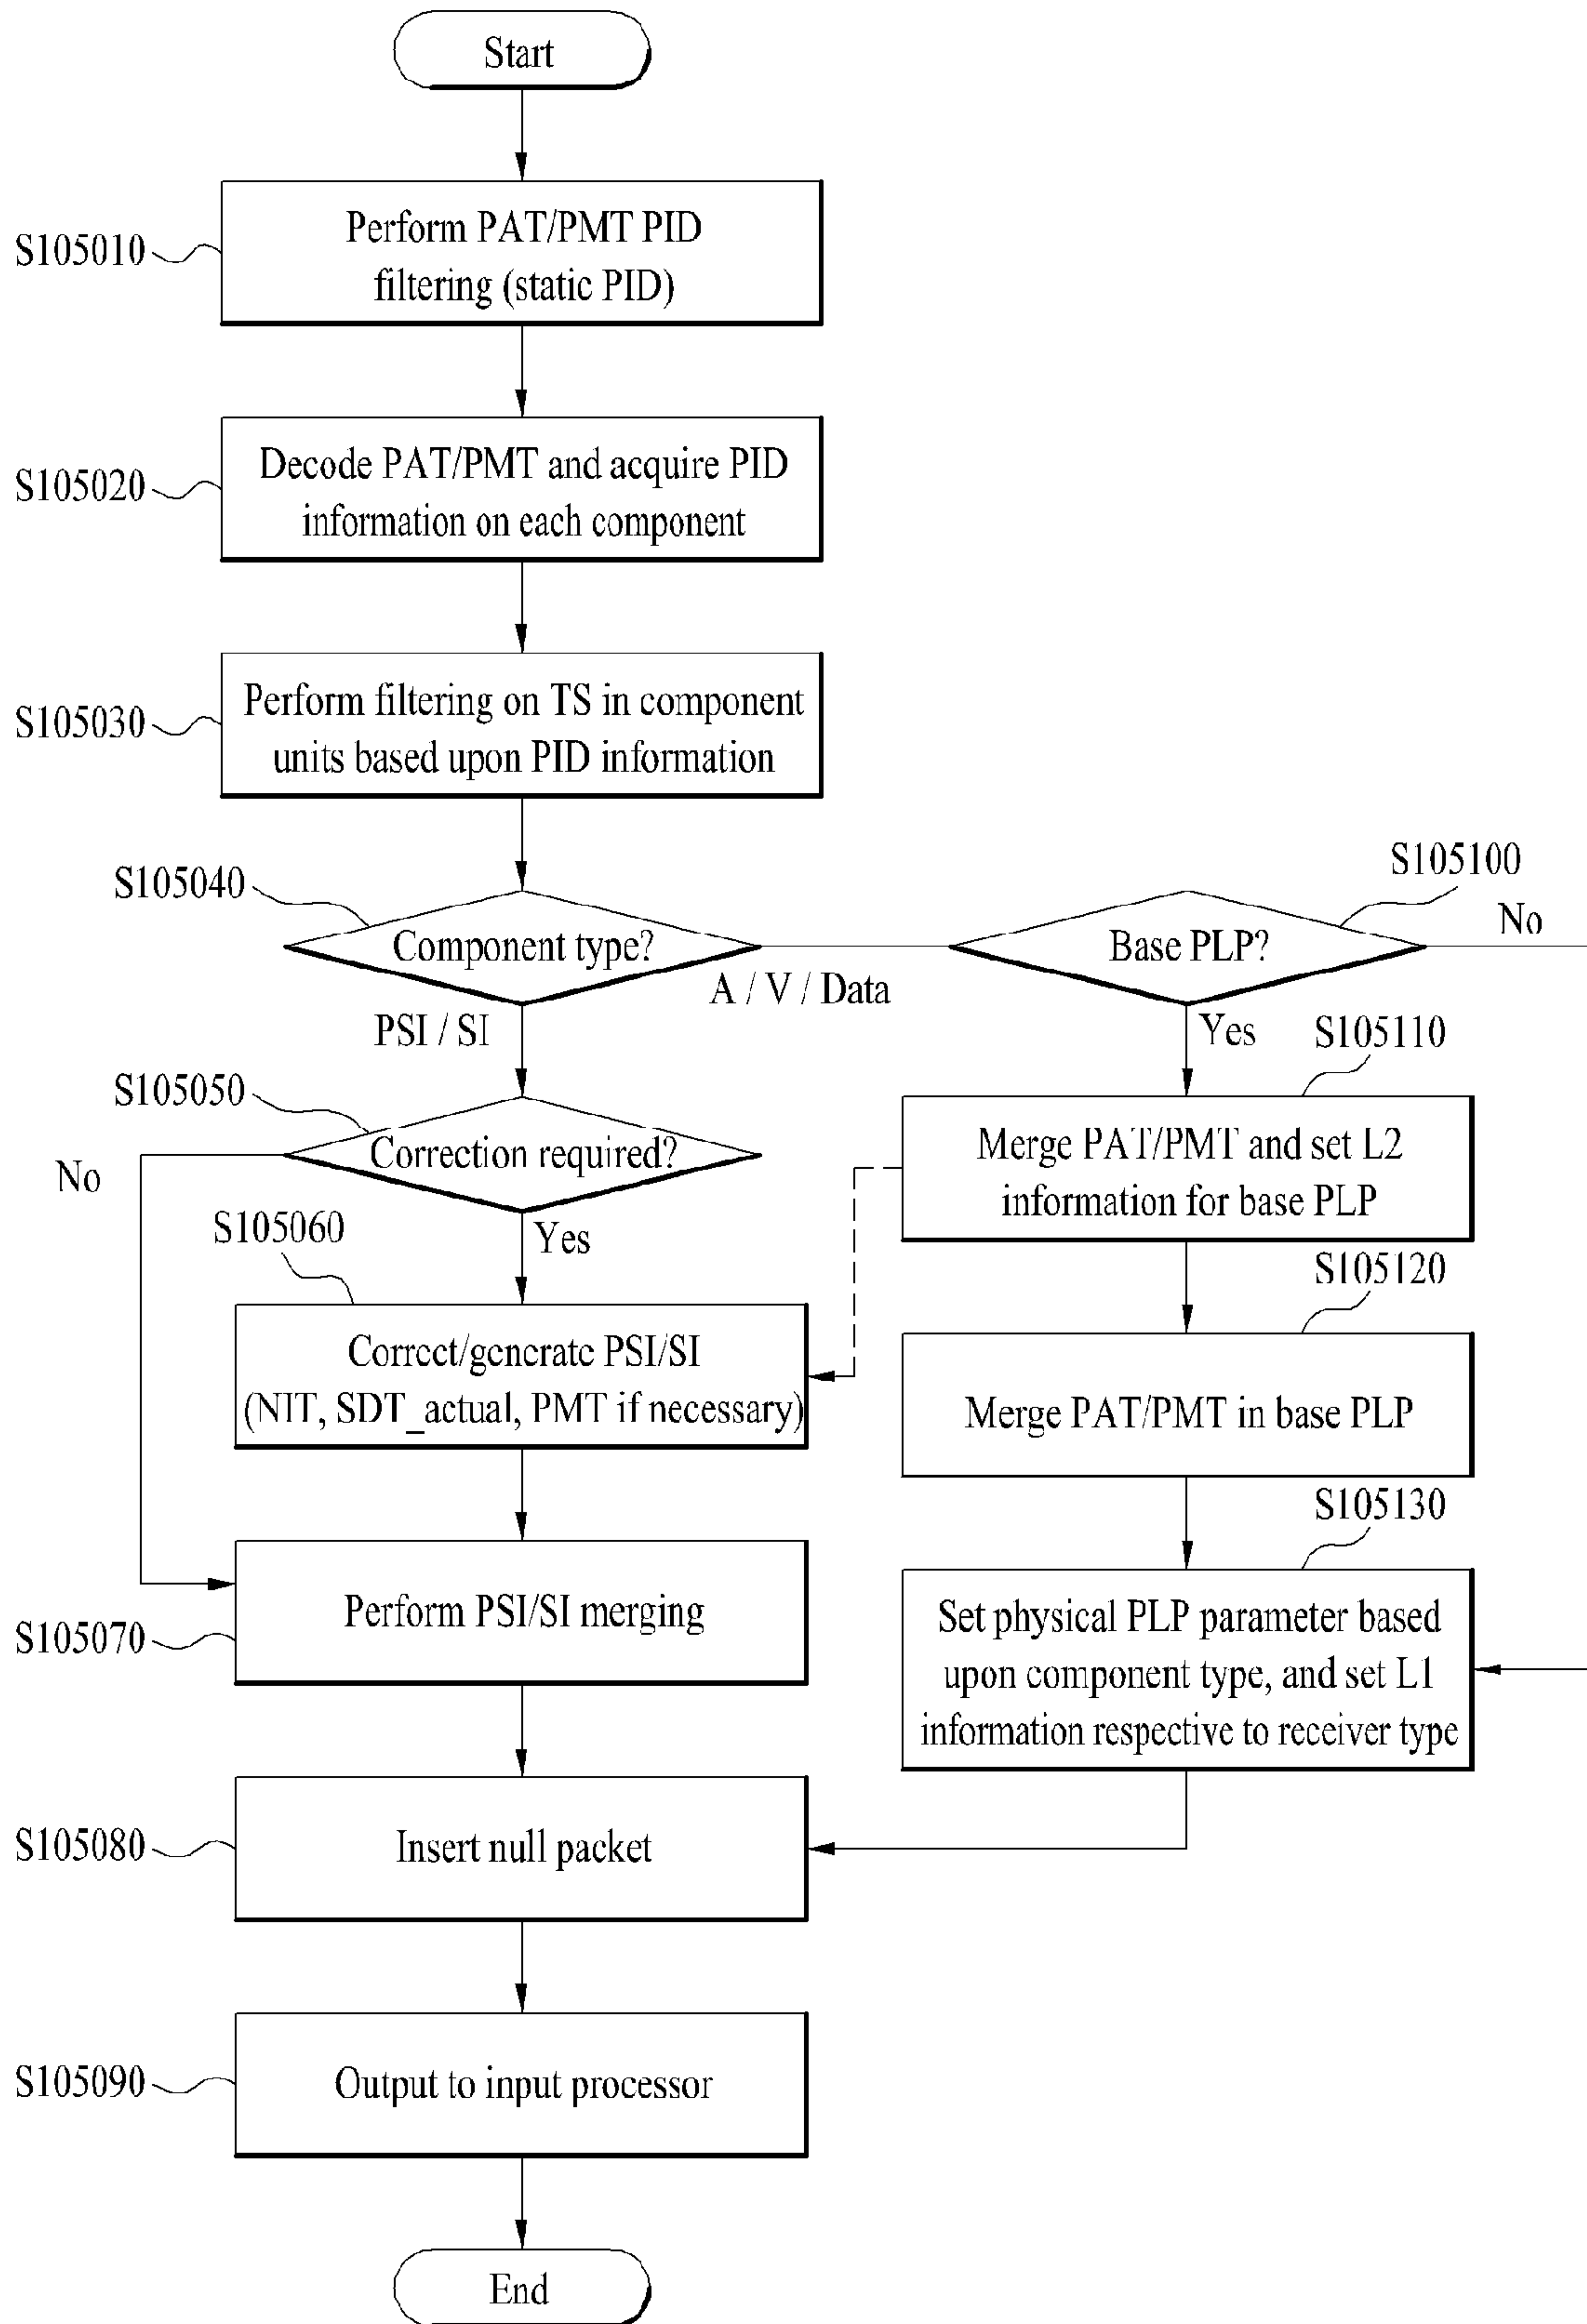 Start
S105010
Perform PAT/PMT PID
filtering (static PID)
S105020
Decode PAT/PMT and acquire PID
information on each component
S105030
Perform filtering on TS in component
units based upon PID information
S105040
Component type?
A / V / Data
PSI / SI
S105100
Base PLP?
No
Yes
S105050
Correction required?
No
Yes
S105110
Merge PAT/PMT and set L2
information for base PLP
S105060
Correct/generate PSI/SI
(NIT, SDT_actual, PMT if necessary)
S105120
Merge PAT/PMT in base PLP
S105070
Perform PSI/SI merging
S105130
Set physical PLP parameter based
upon component type, and set L1
information respective to receiver type
S105080
Insert null packet
S105090
Output to input processor
End